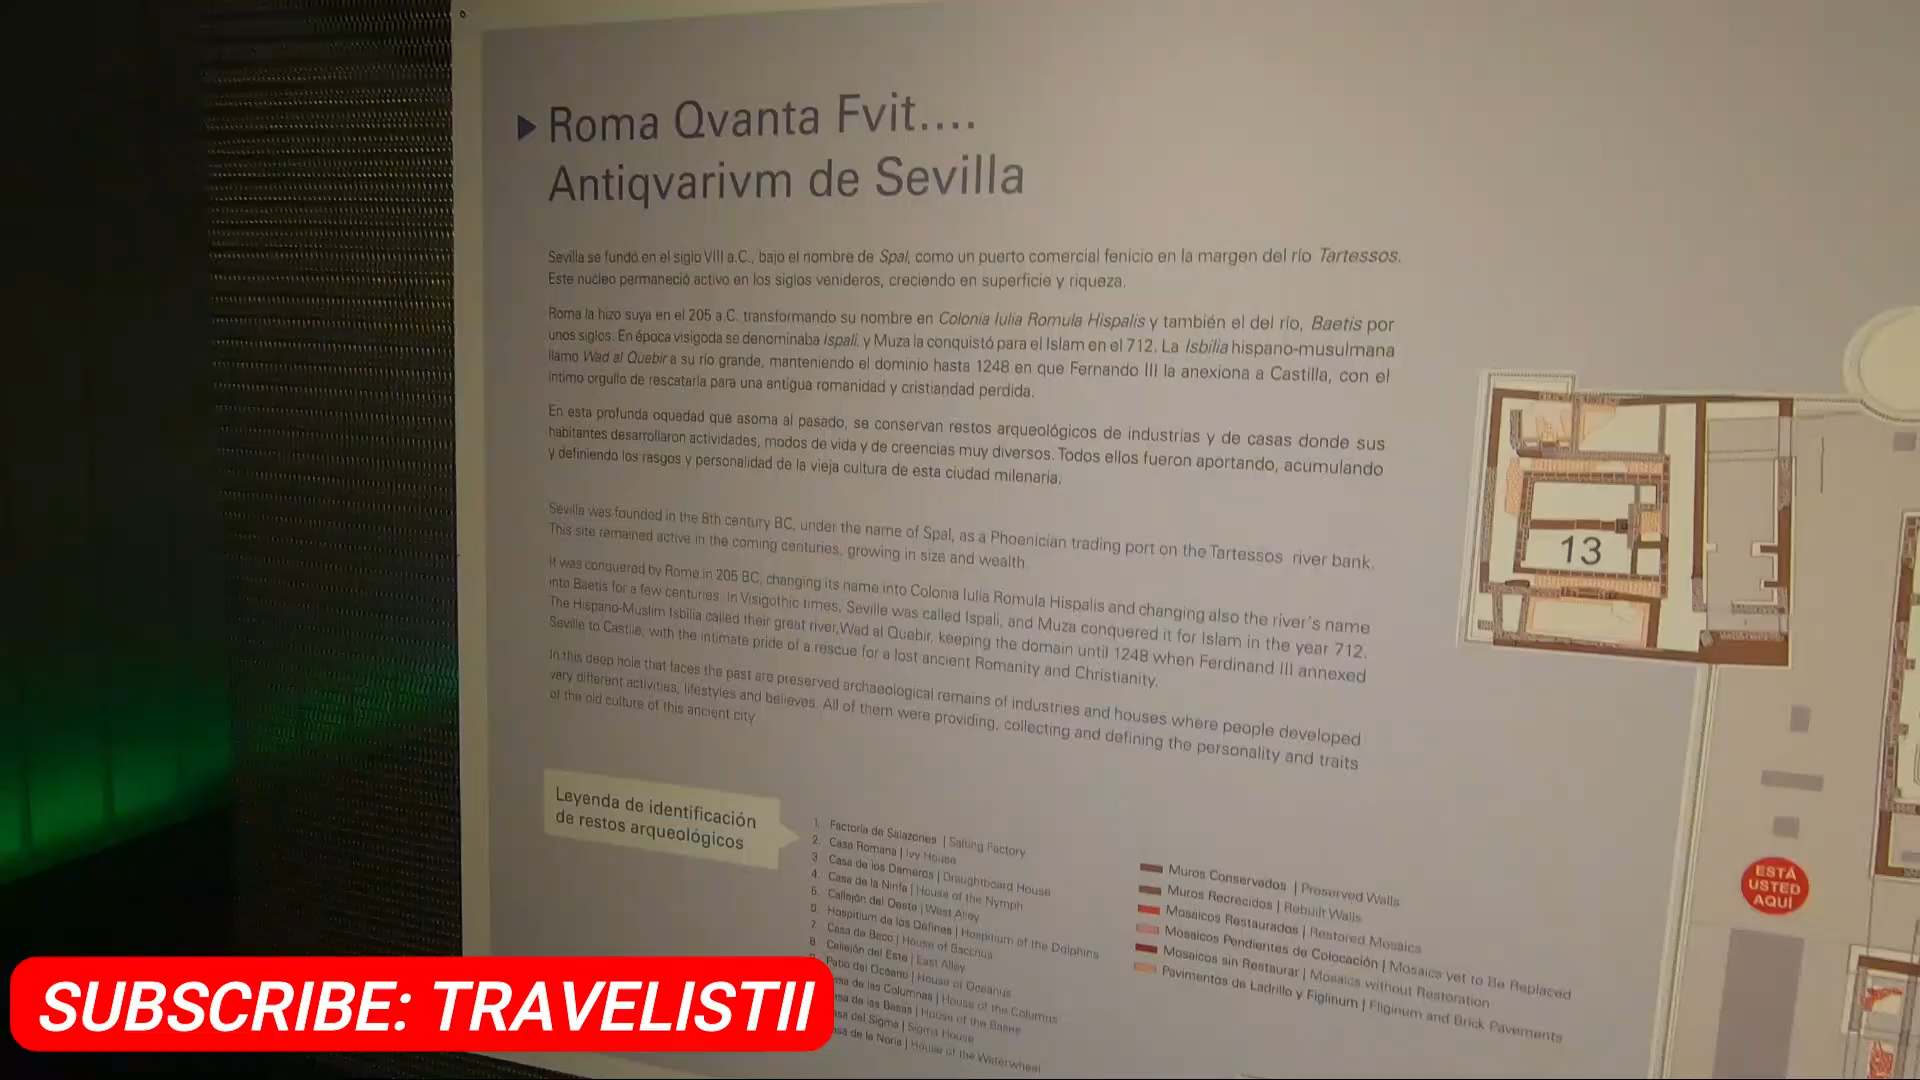 Roma Qvanta Fvit....
Antiqvarivm de Sevilla
Sevilla se fundó en el siglo VIII a.C., bajo el nombre de Spal, como un puerto comercial fenicio en la margen del río Tartessos.
Este nucleo permaneció activo en los siglos venideros, creciendo en superficie y riqueza.
Roma la hizo suya en el 205 a.C. transformando su nombre en Colonia Iulia Romula Hispalis y también el del río, Baetis por
unos siglos. En época visigoda se denominaba Ispali, y Muza la conquistó para el Islam en el 712. La Isbilia hispano-musulmana
llamó Wad al Quebir a su río grande, manteniendo el dominio hasta 1248 en que Fernando III la anexiona a Castilla, con el
íntimo orgullo de rescatarla para una antigua romanidad y cristiandad perdida.
En esta profunda oquedad que asoma al pasado, se conservan restos arqueológicos de industrias y de casas donde sus
habitantes desarrollaron actividades, modos de vida y de creencias muy diversos. Todos ellos fueron aportando, acumulando
y definiendo los rasgos y personalidad de la vieja cultura de esta ciudad milenaria.
Seville was founded in the 8th century BC, under the name of Spal, as a Phoenician trading port on the Tartessos river bank.
This site remained active in the coming centuries, growing in size and wealth
It was conquered by Rome in 205 BC, changing its name into Colonia Iulia Romula Hispalis and changing also the river's name
into Baetis for a few centuries. In Visigothic times, Seville was called Ispali, and Muza conquered it for Islam in the year 712.
The Hispano-Muslim Isbilia called their great river, Wad al Quebir, keeping the domain until 1248 when Ferdinand III annexed
Seville to Castile, with the intimate pride of a rescue for a lost ancient Romanity and Christianity.
In this deep hole that faces the past are preserved archaeological remains of industries and houses where people developed
very different activities, lifestyles and believes. All of them were providing, collecting and defining the personality and traits
of the old culture of this ancient city
Leyenda de identificación
de restos arqueológicos
1. Factoría de Salazones | Salting Factory
2. Casa Romana | Ivy House
3. Casa de los Dameros | Draughtboard House
4. Casa de la Ninfa | House of the Nymph
5. Callejón del Oeste | West Alley
6. Hospitium de los Delfines | Hospitium of the Dolphins
7. Casa de Baco | House of Bacchus
8. Callejón del Este | East Alley
Patio del Océano | House of Oceanus
asa de las Columnas | House of the Columns
asa de las Basas | House of the Bases
asa del Sigma | Sigma House
asa de la Noria | House of the Waterwheel
Muros Conservados | Preserved Walls
Muros Recrecidos | Rebuilt Walls
Mosaicos Restaurados | Restored Mosaics
Mosaicos Pendientes de Colocación | Mosaics yet to Be Replaced
Mosaicos sin Restaurar | Mosaics without Restoration
Pavimentos de Ladrillo y Figlinum | Fliginum and Brick Pavements
13
ESTÁ
USTED
AQUÍ
SUBSCRIBE: TRAVELISTII